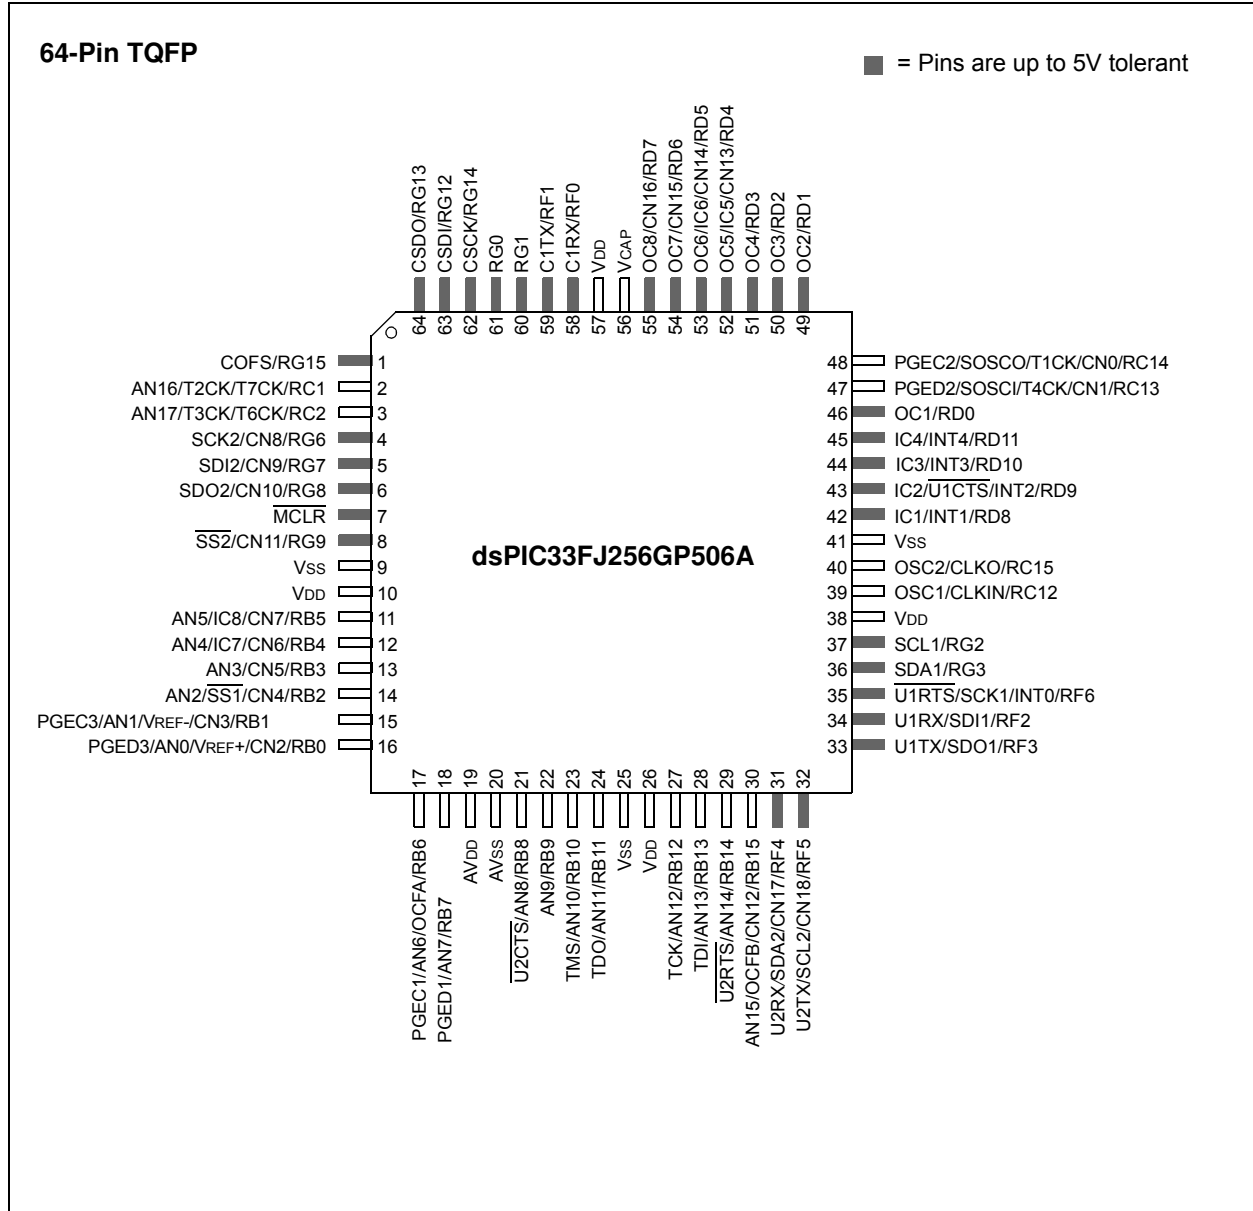 64-Pin TQFP
= Pins are up to 5V tolerant
CSDO/RG13
CSDI/RG12
CSCK/RG14
RG0
RG1
C1TX/RF1
C1RX/RF0
VDD
VCAP
OC8/CN16/RD7
OC7/CN15/RD6
OC6/IC6/CN14/RD5
OC5/IC5/CN13/RD4
OC4/RD3
OC3/RD2
OC2/RD1
64 63 62 61 60 59 58 57 56 55 54 53 52 51 50 49
COFS/RG15 1
AN16/T2CK/T7CK/RC1 2
AN17/T3CK/T6CK/RC2 3
SCK2/CN8/RG6 4
SDI2/CN9/RG7 5
SDO2/CN10/RG8 6
MCLR 7
SS2/CN11/RG9 8
VSS 9
VDD 10
AN5/IC8/CN7/RB5 11
AN4/IC7/CN6/RB4 12
AN3/CN5/RB3 13
AN2/SS1/CN4/RB2 14
PGEC3/AN1/VREF-/CN3/RB1 15
PGED3/AN0/VREF+/CN2/RB0 16
dsPIC33FJ256GP506A
48 PGEC2/SOSCO/T1CK/CN0/RC14
47 PGED2/SOSCI/T4CK/CN1/RC13
46 OC1/RD0
45 IC4/INT4/RD11
44 IC3/INT3/RD10
43 IC2/U1CTS/INT2/RD9
42 IC1/INT1/RD8
41 VSS
40 OSC2/CLKO/RC15
39 OSC1/CLKIN/RC12
38 VDD
37 SCL1/RG2
36 SDA1/RG3
35 U1RTS/SCK1/INT0/RF6
34 U1RX/SDI1/RF2
33 U1TX/SDO1/RF3
17 18 19 20 21 22 23 24 25 26 27 28 29 30 31 32
PGEC1/AN6/OCFA/RB6
PGED1/AN7/RB7
AVDD
AVSS
U2CTS/AN8/RB8
AN9/RB9
TMS/AN10/RB10
TDO/AN11/RB11
VSS
VDD
TCK/AN12/RB12
TDI/AN13/RB13
U2RTS/AN14/RB14
AN15/OCFB/CN12/RB15
U2RX/SDA2/CN17/RF4
U2TX/SCL2/CN18/RF5